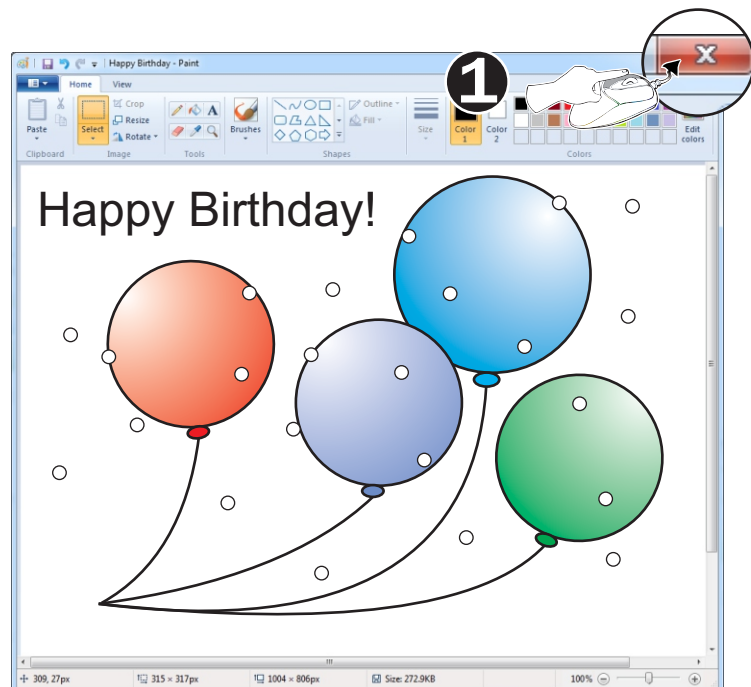 Happy Birthday - Paint
X
1
Home View
Paste
Select
Crop
Resize
Rotate
A
Brushes
Outline
Fill
Size
Color 1
Color 2
Edit colors
Clipboard
Image
Tools
Shapes
Colors
Happy Birthday!
309, 27px
315 × 317px
1004 × 806px
Size: 272.9KB
100%